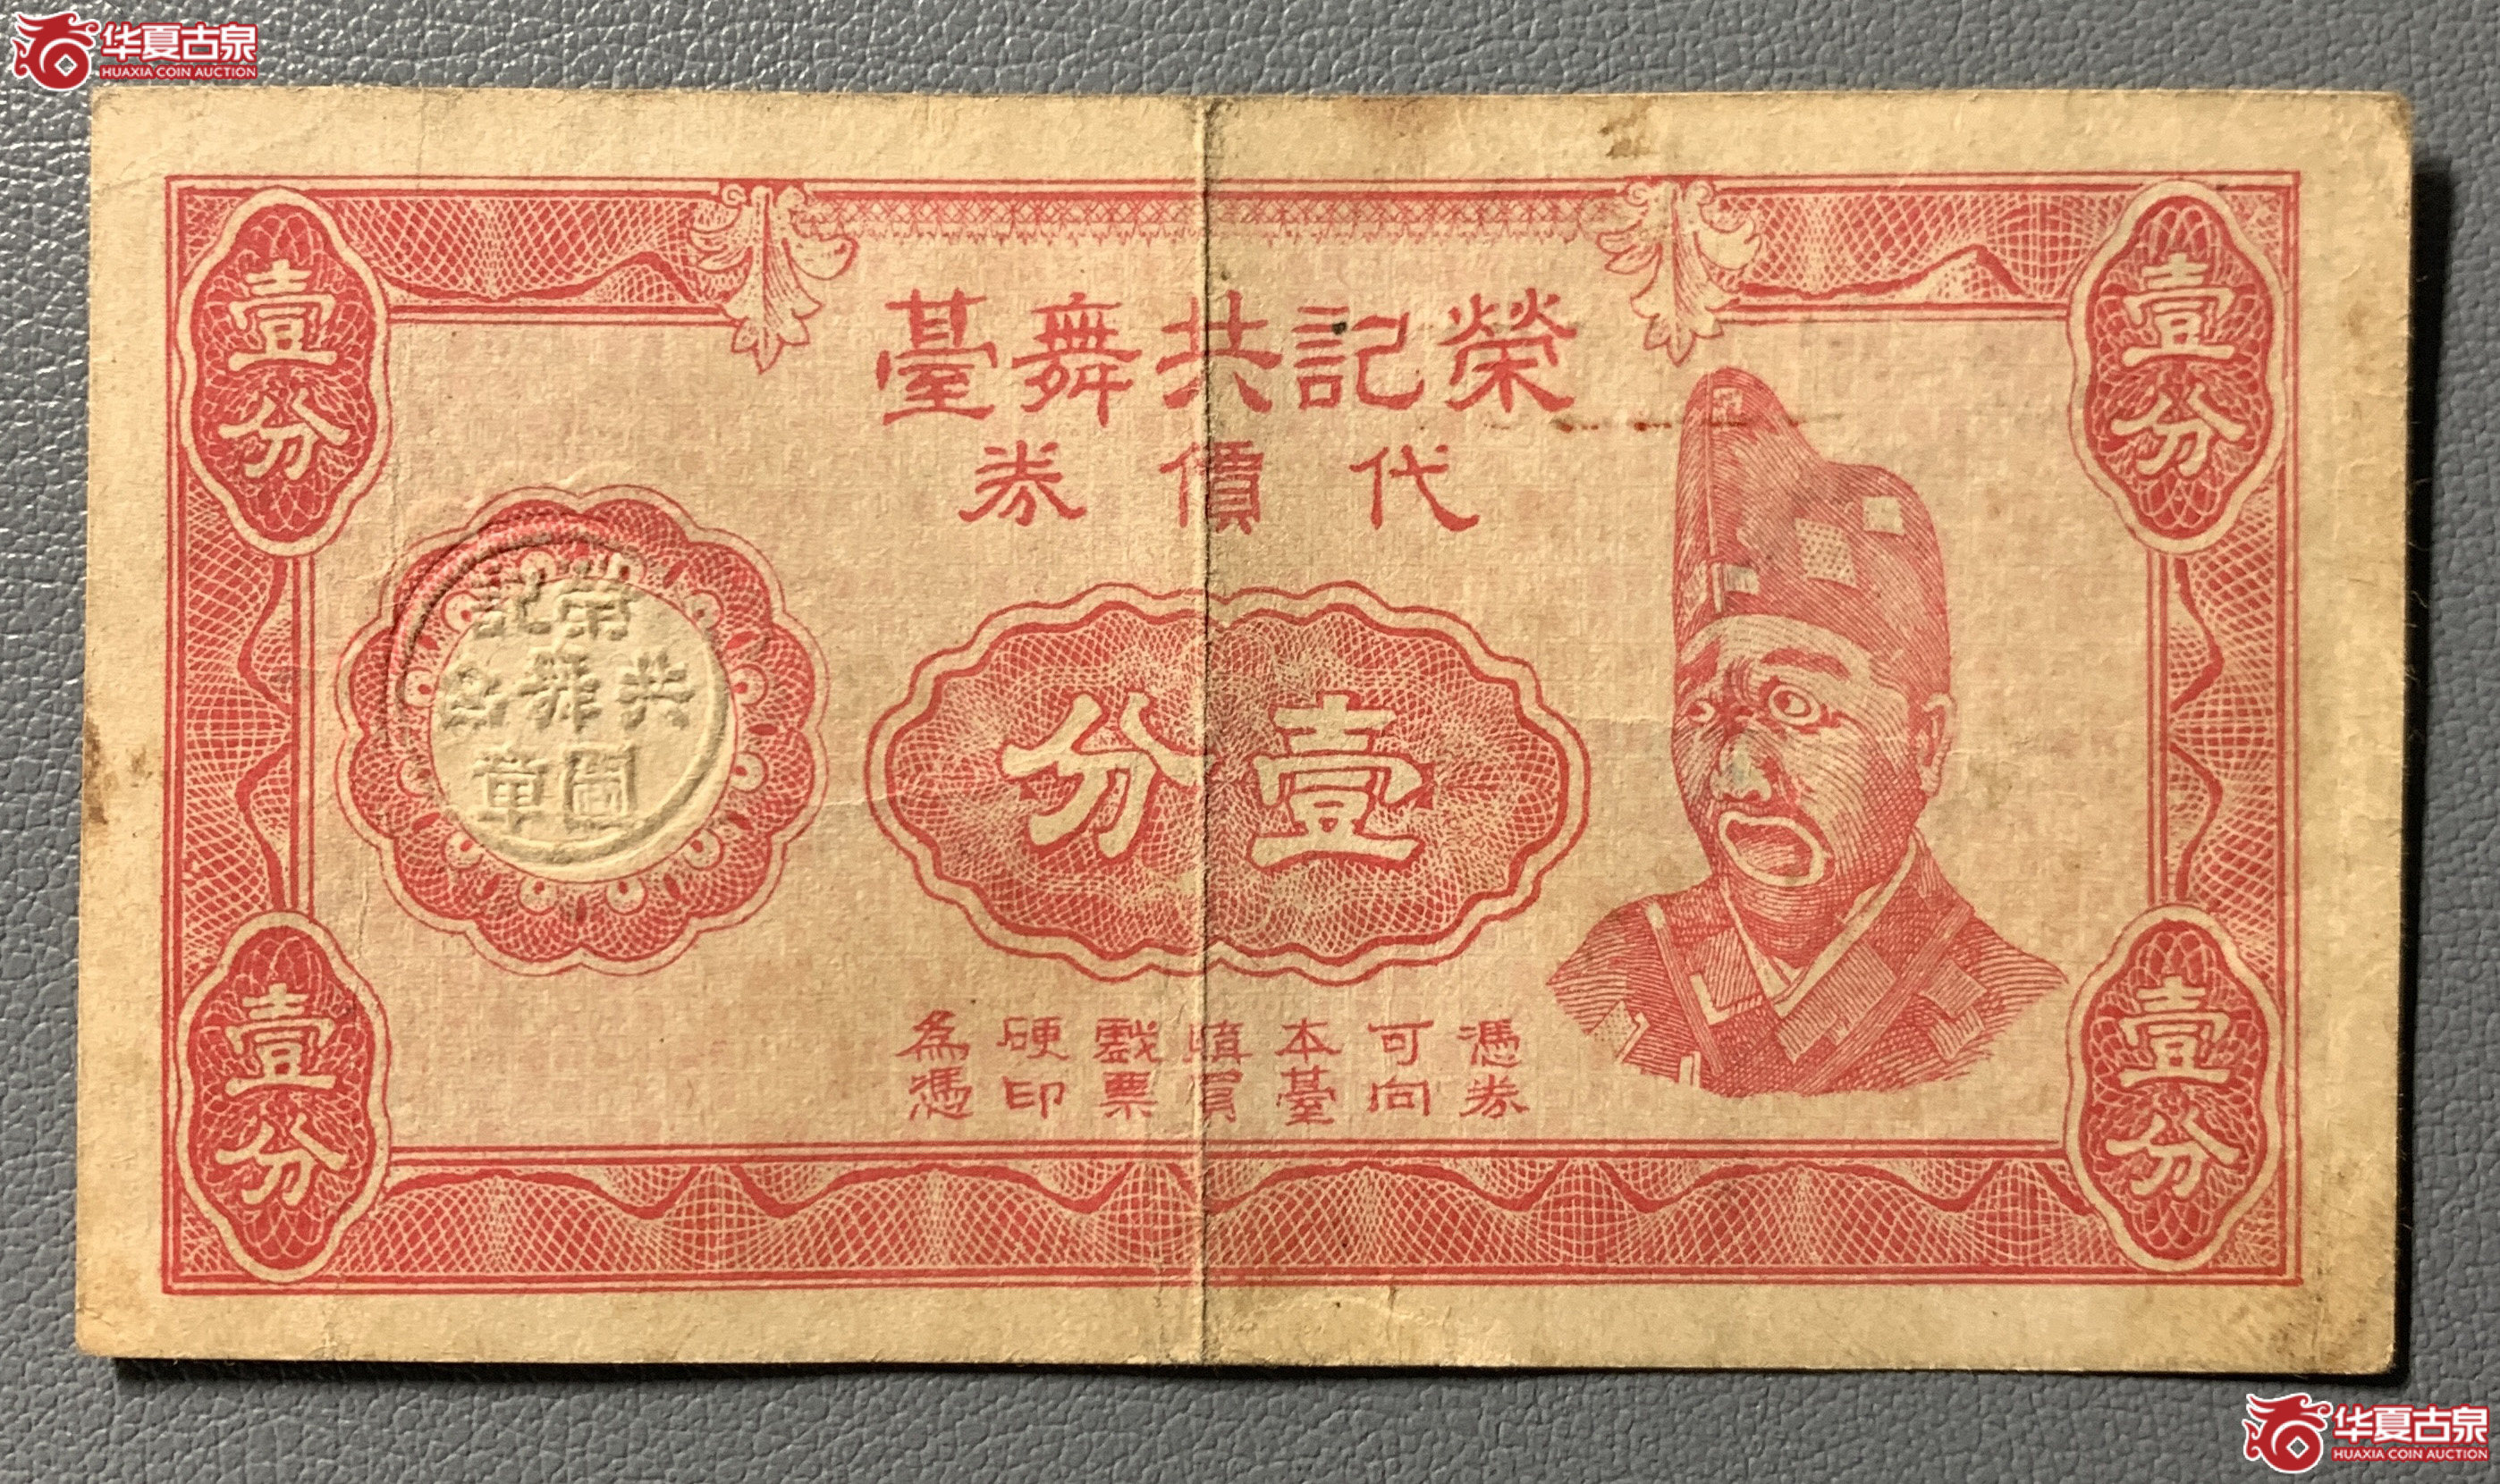 华夏古泉
HUAXIA COIN AUCTION
壹分
壹分
榮記共舞臺
代價券
榮記
共舞台
圖章
壹分
憑券
可向
本臺
購買
戲票
硬印
為憑
壹分
壹分
华夏古泉
HUAXIA COIN AUCTION